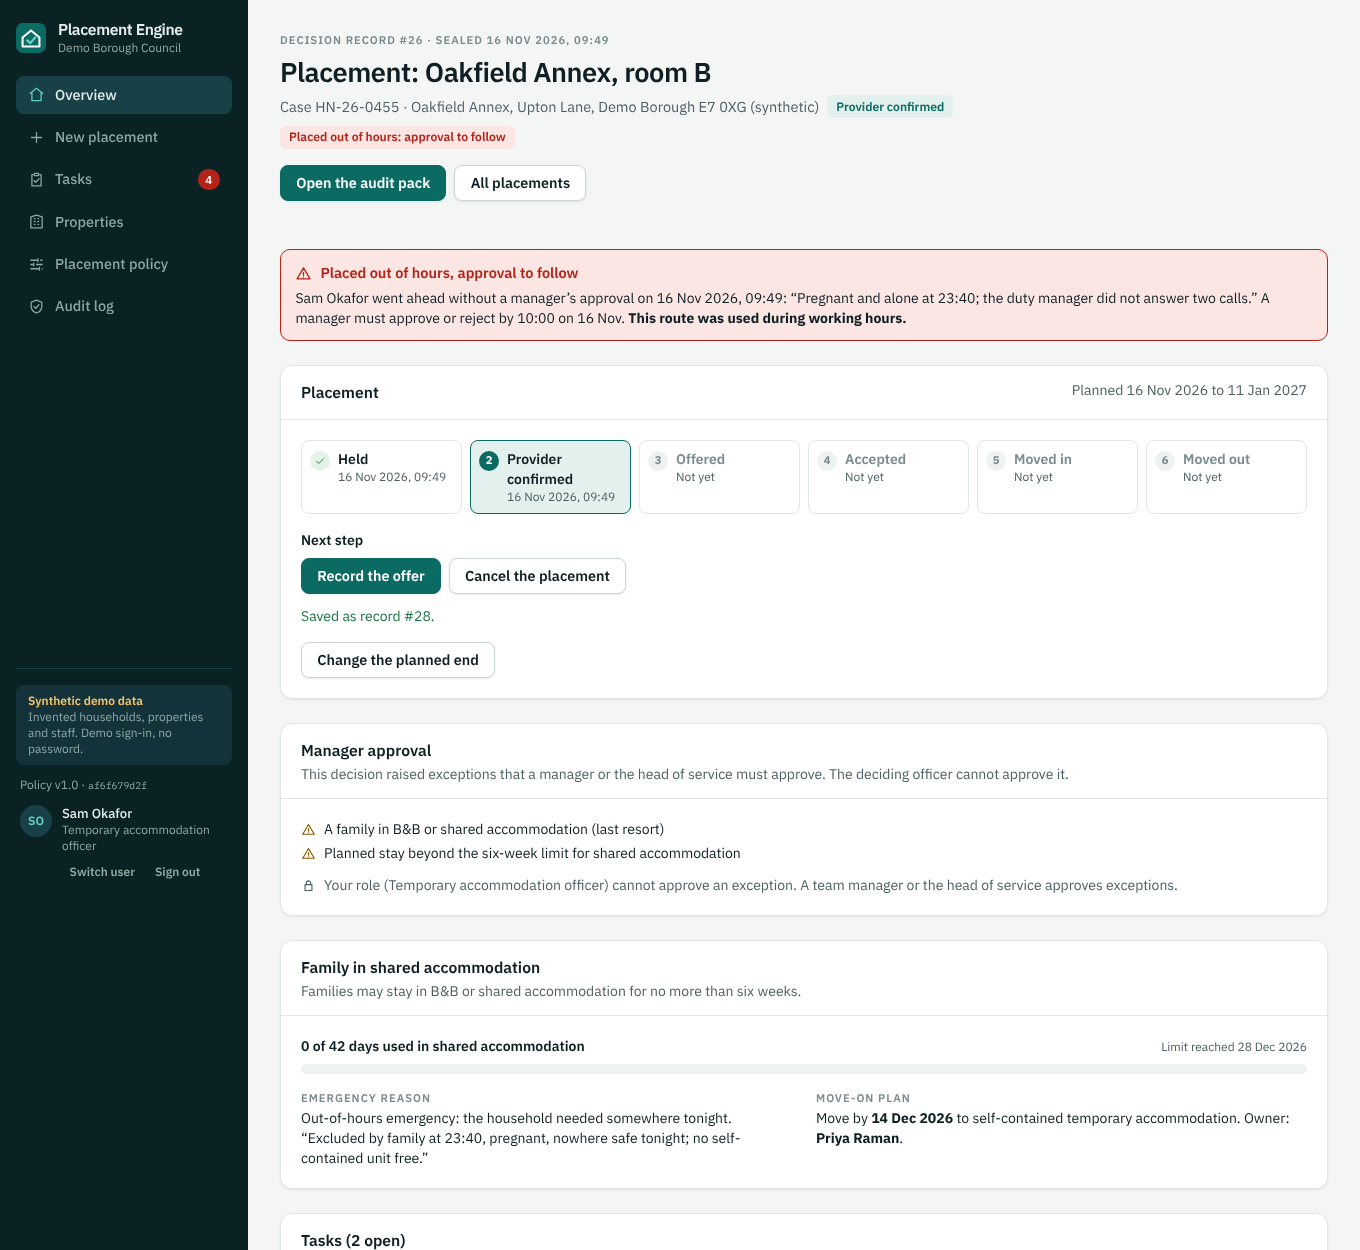 Placement Engine
Demo Borough Council
Overview
New placement
Tasks
4
Properties
Placement policy
Audit log
Synthetic demo data
Invented households, properties
and staff. Demo sign-in, no
password.
Policy v1.0 · af6f679d2f
SO
Sam Okafor
Temporary accommodation
officer
Switch user
Sign out
DECISION RECORD #26 · SEALED 16 NOV 2026, 09:49
Placement: Oakfield Annex, room B
Case HN-26-0455 · Oakfield Annex, Upton Lane, Demo Borough E7 0XG (synthetic)
Provider confirmed
Placed out of hours: approval to follow
Open the audit pack
All placements
Placed out of hours, approval to follow
Sam Okafor went ahead without a manager’s approval on 16 Nov 2026, 09:49: “Pregnant and alone at 23:40; the duty manager did not answer two calls.” A
manager must approve or reject by 10:00 on 16 Nov. This route was used during working hours.
Placement
Planned 16 Nov 2026 to 11 Jan 2027
Held
16 Nov 2026, 09:49
2
Provider
confirmed
16 Nov 2026, 09:49
3
Offered
Not yet
4
Accepted
Not yet
5
Moved in
Not yet
6
Moved out
Not yet
Next step
Record the offer
Cancel the placement
Saved as record #28.
Change the planned end
Manager approval
This decision raised exceptions that a manager or the head of service must approve. The deciding officer cannot approve it.
A family in B&B or shared accommodation (last resort)
Planned stay beyond the six-week limit for shared accommodation
Your role (Temporary accommodation officer) cannot approve an exception. A team manager or the head of service approves exceptions.
Family in shared accommodation
Families may stay in B&B or shared accommodation for no more than six weeks.
0 of 42 days used in shared accommodation
Limit reached 28 Dec 2026
EMERGENCY REASON
Out-of-hours emergency: the household needed somewhere tonight.
“Excluded by family at 23:40, pregnant, nowhere safe tonight; no self-
contained unit free.”
MOVE-ON PLAN
Move by 14 Dec 2026 to self-contained temporary accommodation. Owner:
Priya Raman.
Tasks (2 open)